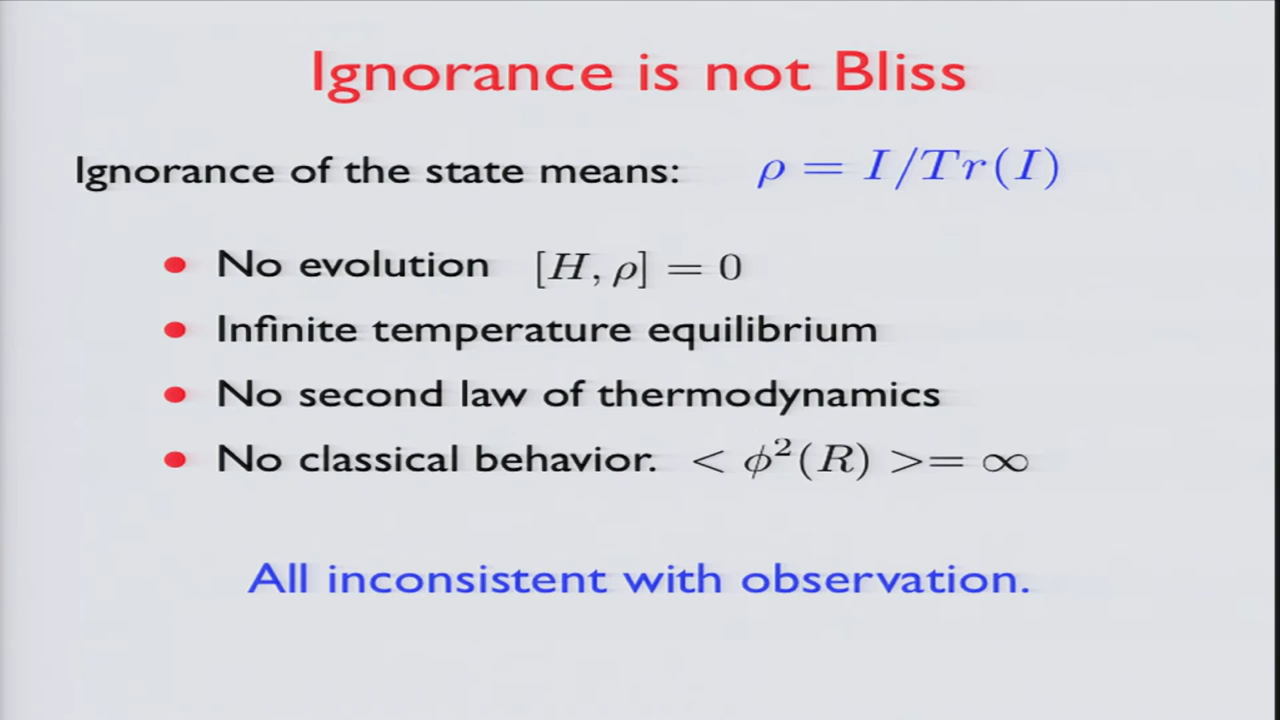 Ignorance is not Bliss
Ignorance of the state means: ρ = I/Tr(I)
• No evolution [H, ρ] = 0
• Infinite temperature equilibrium
• No second law of thermodynamics
• No classical behavior. < ϕ²(R) >= ∞
All inconsistent with observation.